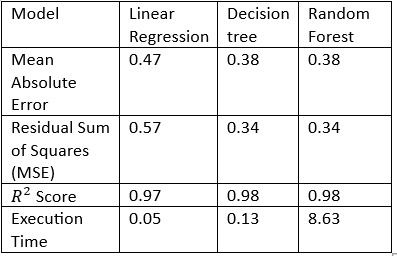 Model Linear Regression Decision tree Random Forest
Mean Absolute Error 0.47 0.38 0.38
Residual Sum of Squares (MSE) 0.57 0.34 0.34
R² Score 0.97 0.98 0.98
Execution Time 0.05 0.13 8.63